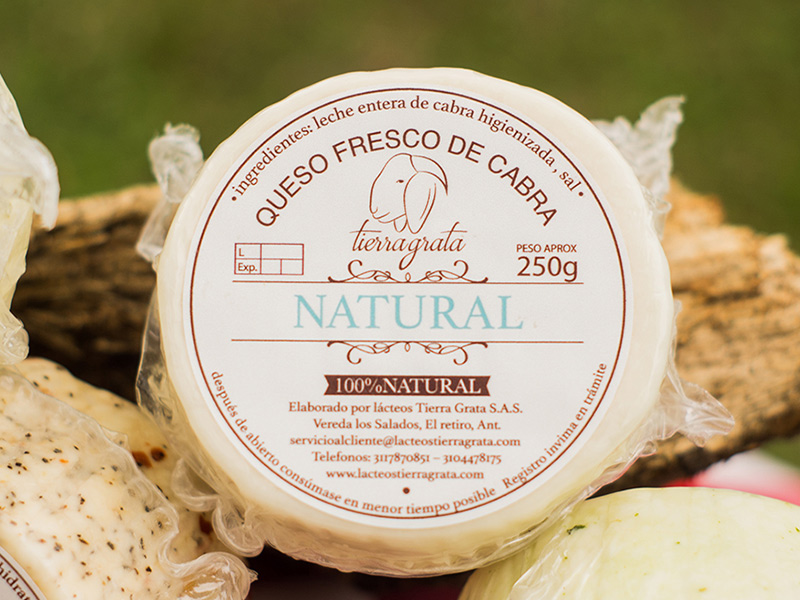 • ingredientes: leche entera de cabra higienizada , sal •
QUESO FRESCO DE CABRA
tierragrata
L
Exp.
PESO APROX
250g
NATURAL
100%NATURAL
Elaborado por lácteos Tierra Grata S.A.S.
Vereda los Salados, El retiro, Ant.
servicioalcliente@lacteostierragrata.com
Telefonos: 3117870851 – 3104478175
www.lacteostierragrata.com
después de abierto consúmase en menor tiempo posible
Registro invima en trámite